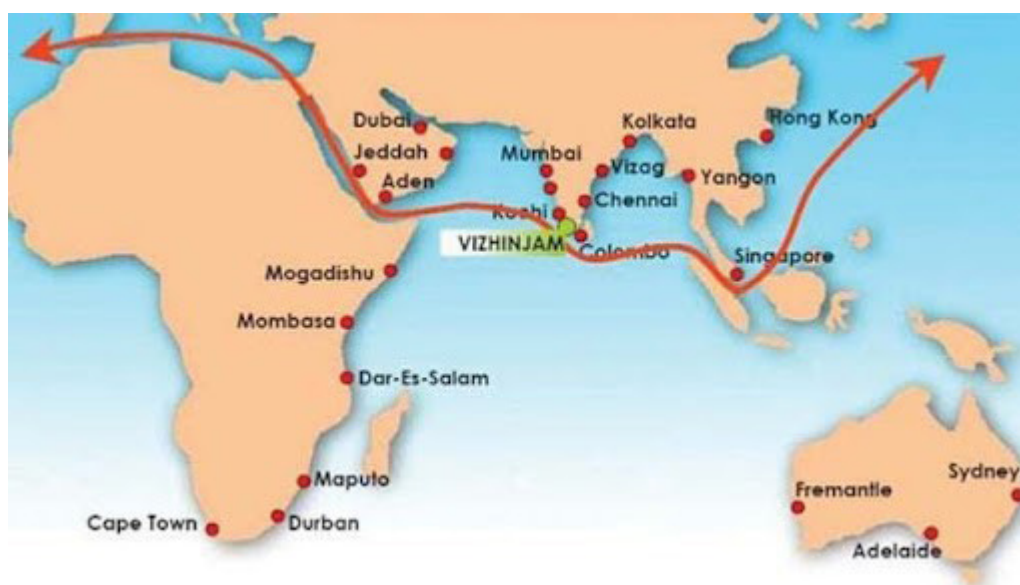 Dubai
Kolkata
Hong Kong
Jeddah
Mumbai
Vizag
Aden
Yangon
Chennai
Kochi
VIZHINJAM
Colombo
Singapore
Mogadishu
Mombasa
Dar-Es-Salam
Maputo
Cape Town
Durban
Fremantle
Sydney
Adelaide